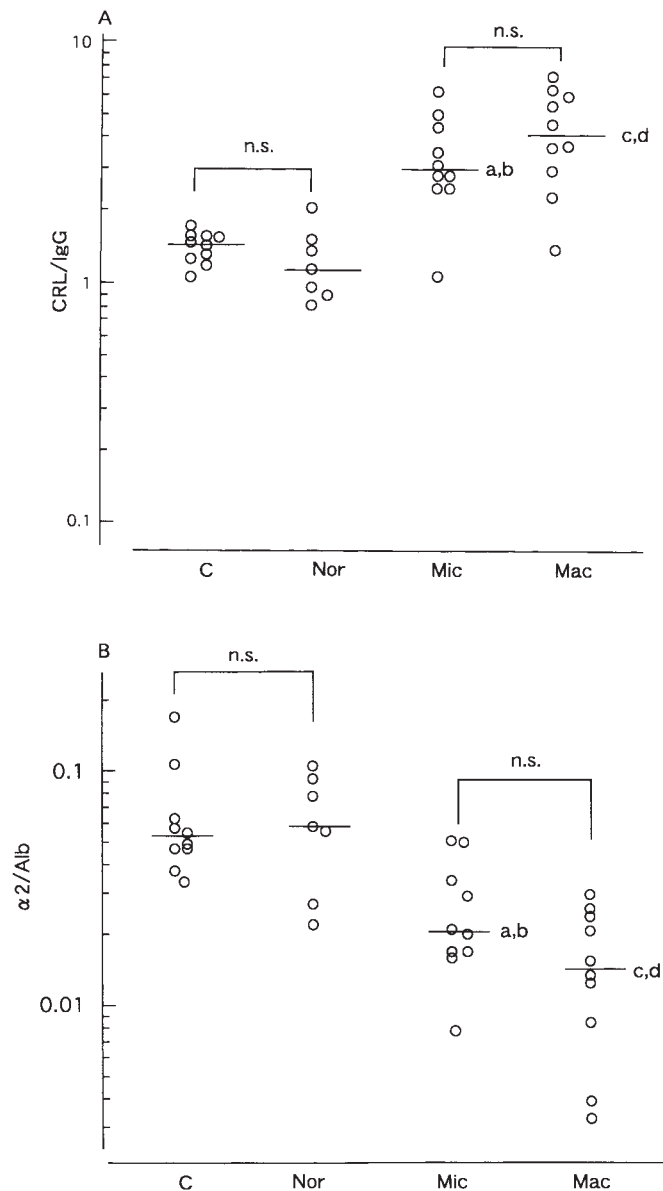 A
10
n.s.
n.s.
c,d
a,b
CRL/IgG
1
0.1
C Nor Mic Mac
B
n.s.
0.1
n.s.
α2/Alb
a,b
c,d
0.01
C Nor Mic Mac